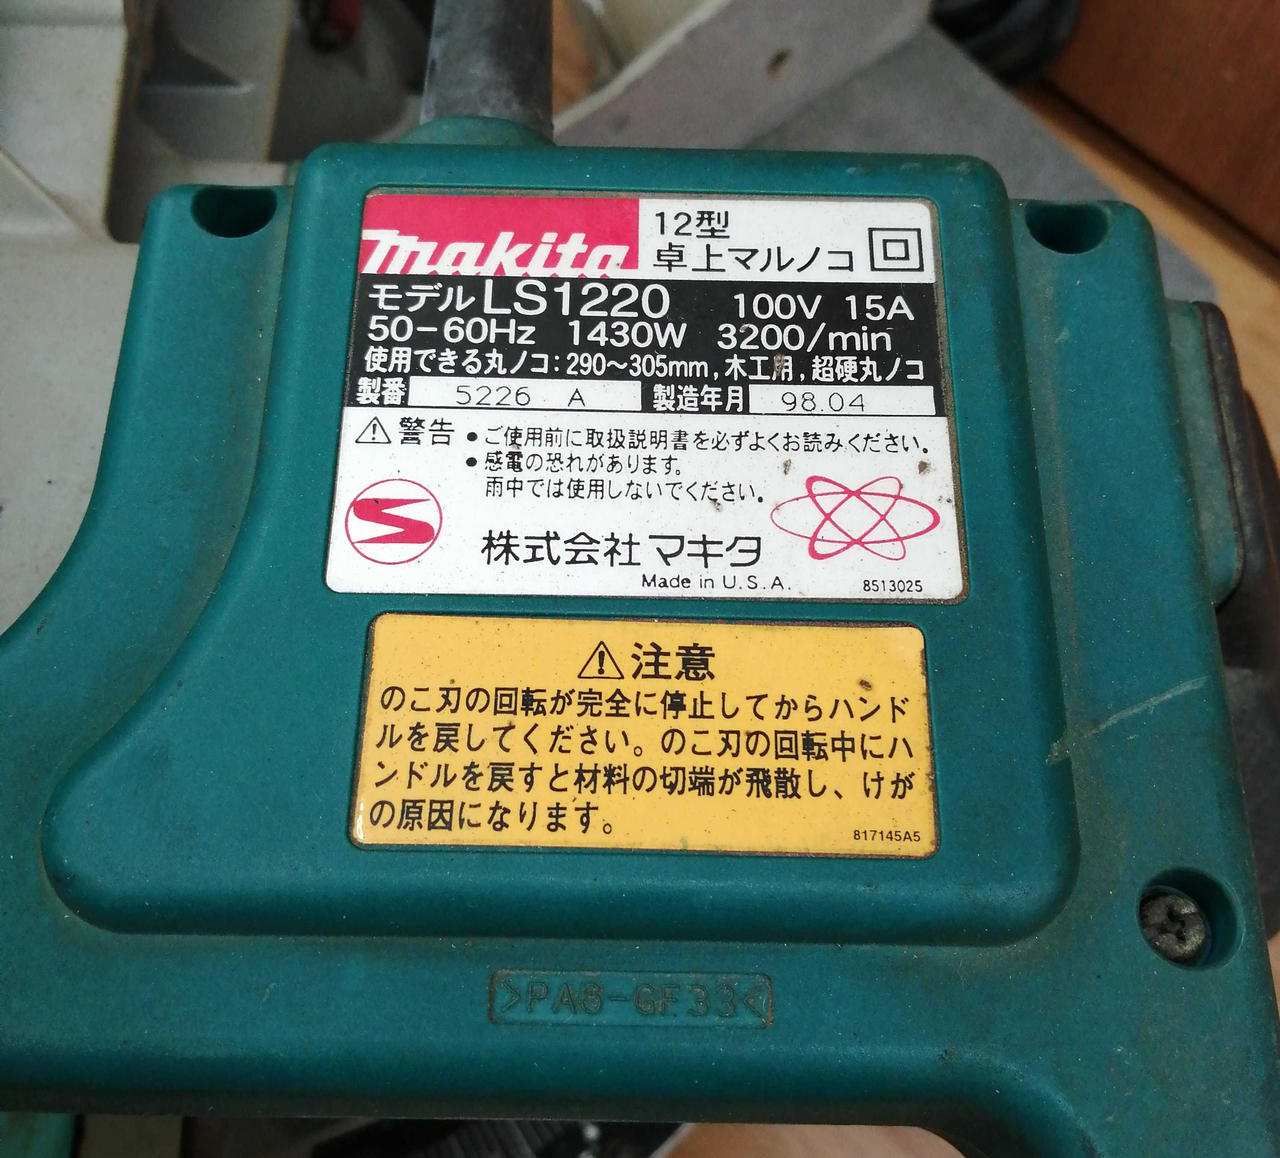 makita
12型
卓上マルノコ
モデル LS1220 100V 15A
50-60Hz 1430W 3200/min
使用できる丸ノコ:290〜305mm,木工用,超硬丸ノコ
製番 5226 A 製造年月 98.04
⚠警告 ●ご使用前に取扱説明書を必ずよくお読みください。
●感電の恐れがあります。
雨中では使用しないでください。
株式会社マキタ
Made in U.S.A. 8513025
⚠注意
のこ刃の回転が完全に停止してからハンド
ルを戻してください。のこ刃の回転中にハ
ンドルを戻すと材料の切端が飛散し、けが
の原因になります。
817145A5
>PA6-GF33<